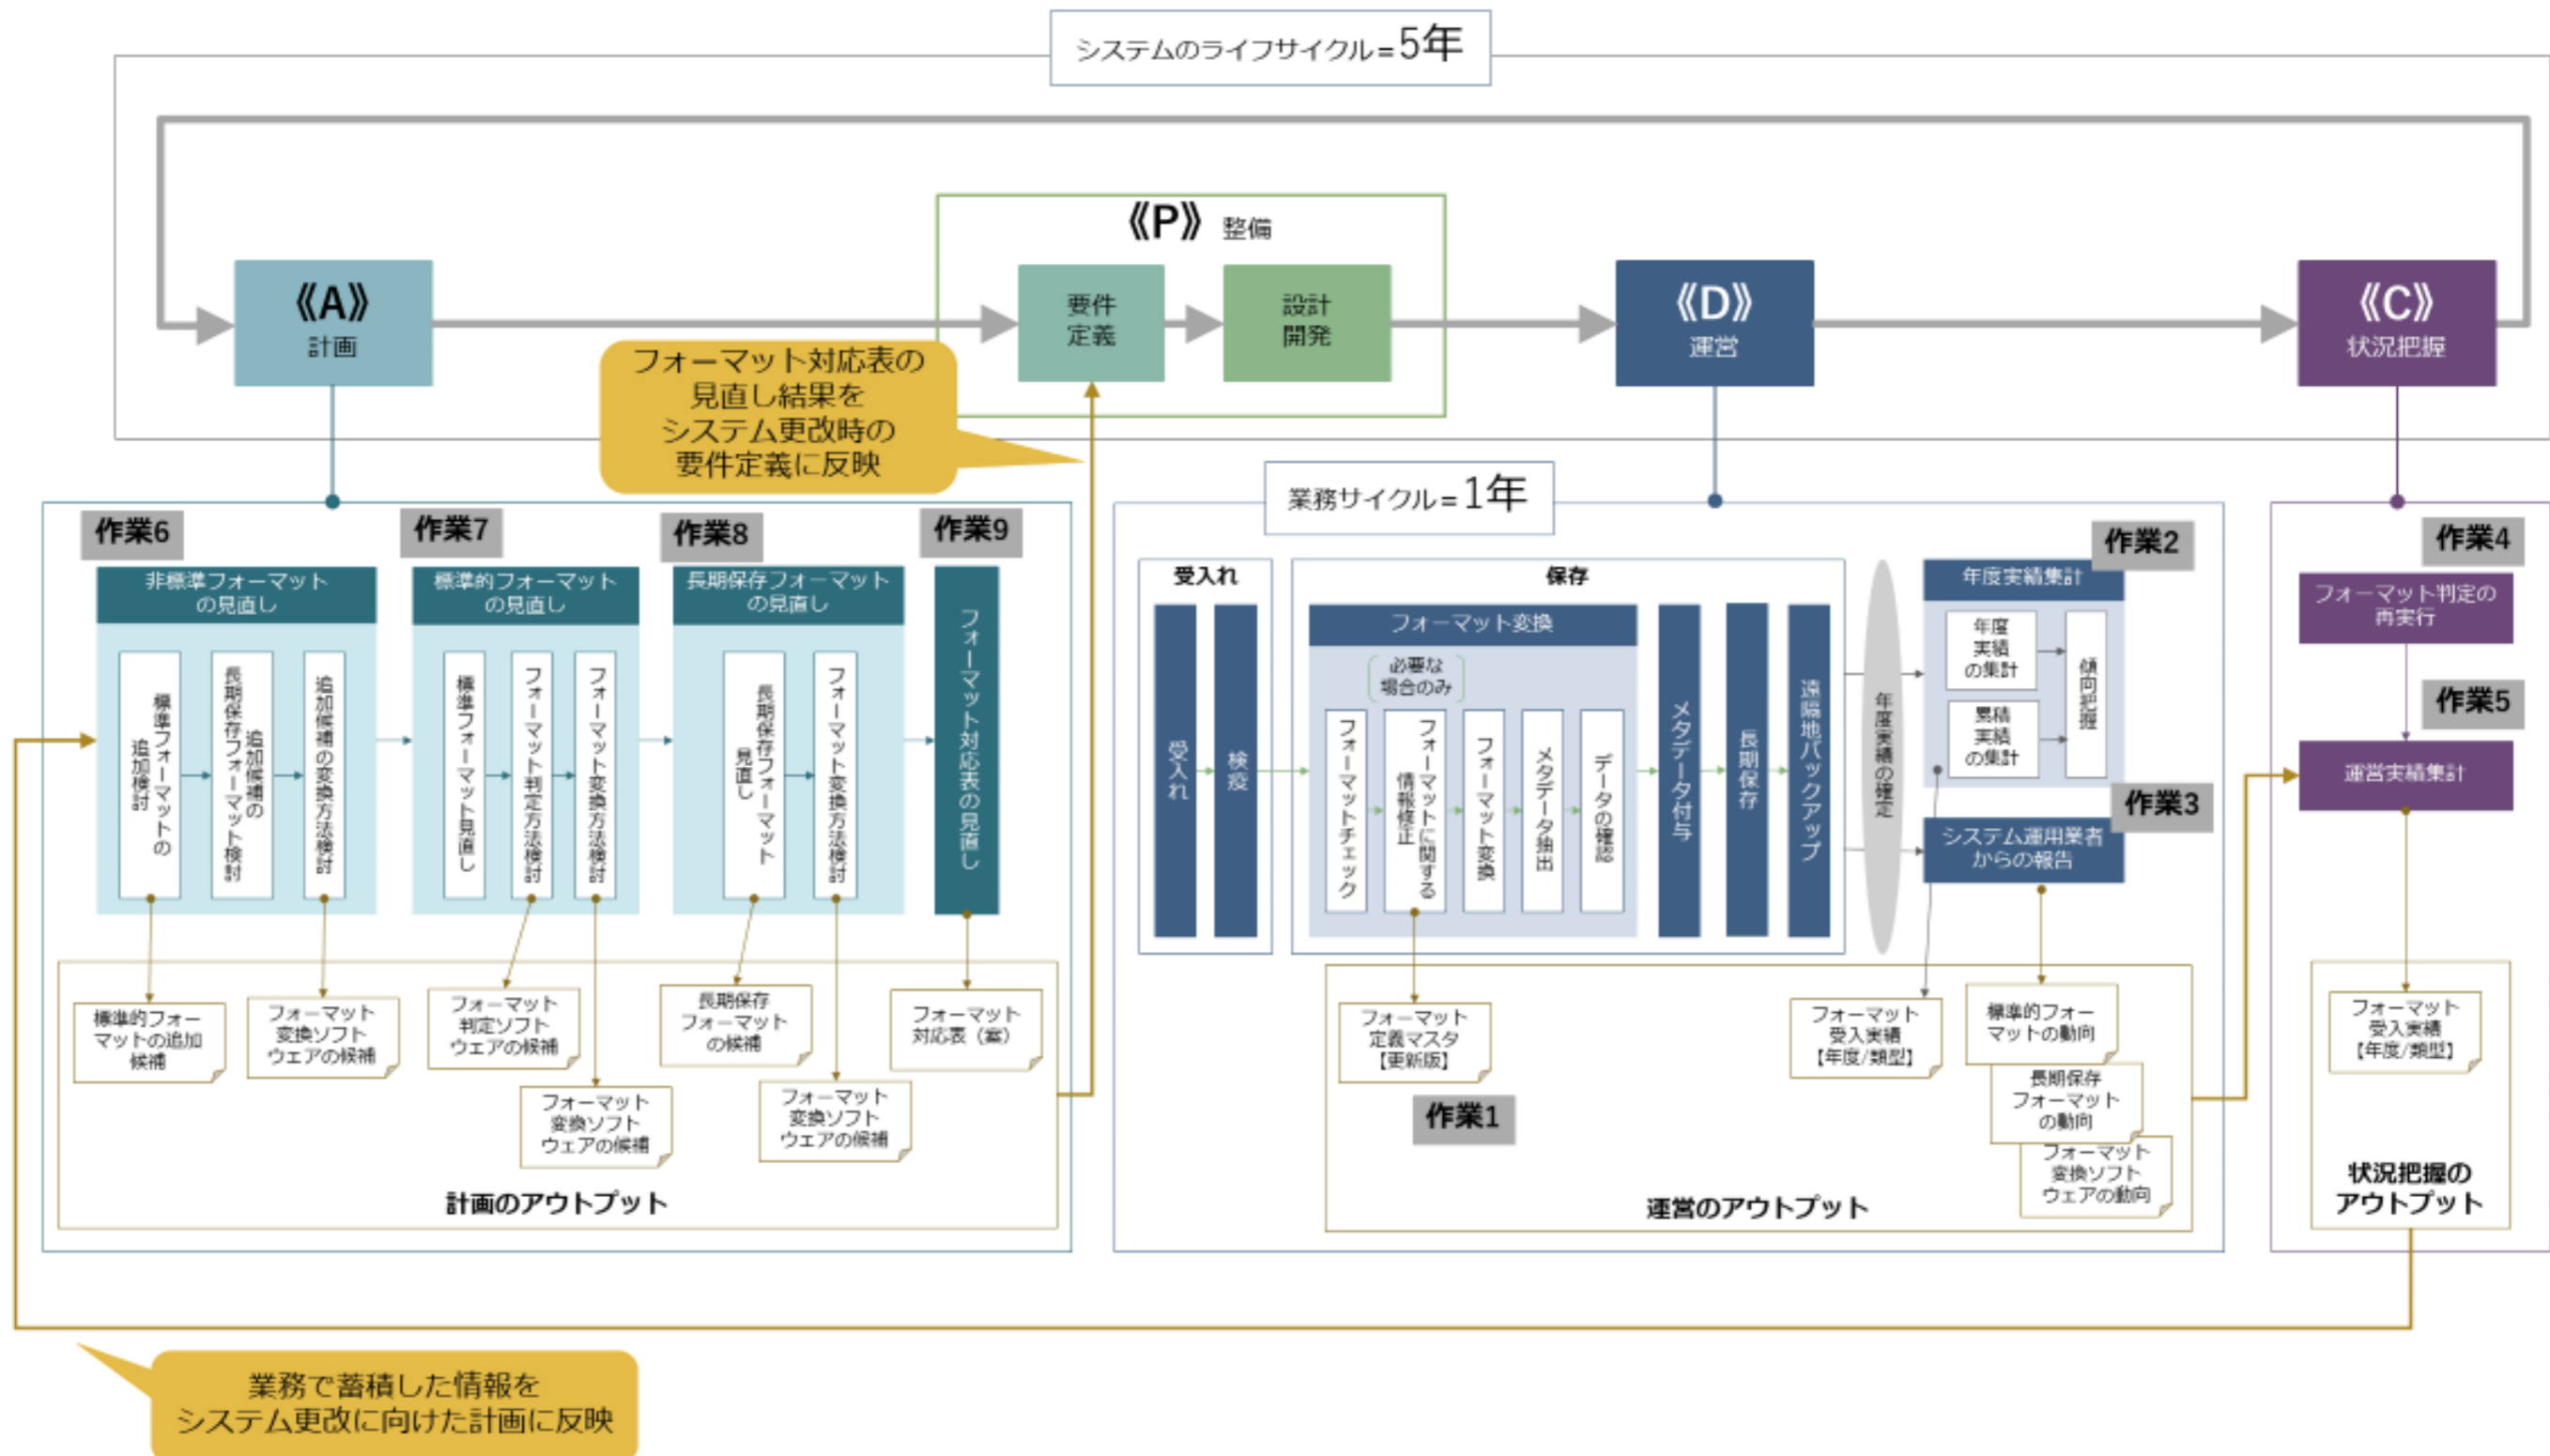 システムのライフサイクル=5年
《A》
計画
《P》 整備
要件
定義
設計
開発
《D》
運営
《C》
状況把握
フォーマット対応表の
見直し結果を
システム更改時の
要件定義に反映
作業6
非標準フォーマット
の見直し
標準フォーマットの
追加検討
追加候補の
長期保存フォーマット検討
追加候補の変換方法検討
作業7
標準的フォーマット
の見直し
標準フォーマット見直し
フォーマット判定方法検討
フォーマット変換方法検討
作業8
長期保存フォーマット
の見直し
長期保存フォーマット
見直し
フォーマット変換方法検討
作業9
フォーマット対応表の見直し
標準的フォー
マットの追加
候補
フォーマット
変換ソフト
ウェアの候補
フォーマット
判定ソフト
ウェアの候補
フォーマット
変換ソフト
ウェアの候補
長期保存
フォーマット
の候補
フォーマット
変換ソフト
ウェアの候補
フォーマット
対応表（案）
計画のアウトプット
業務サイクル=1年
受入れ
受入れ
検疫
保存
フォーマット変換
必要な
場合のみ
フォーマットチェック
フォーマットに関する
情報修正
フォーマット変換
メタデータ抽出
データの確認
メタデータ付与
長期保存
遠隔地バックアップ
年度実績の確定
作業2
年度実績集計
年度
実績
の集計
累積
実績
の集計
傾向把握
作業3
システム運用業者
からの報告
フォーマット
定義マスタ
【更新版】
作業1
フォーマット
受入実績
【年度/類型】
標準的フォー
マットの動向
長期保存
フォーマット
の動向
フォーマット
変換ソフト
ウェアの動向
運営のアウトプット
作業4
フォーマット判定の
再実行
作業5
運営実績集計
フォーマット
受入実績
【年度/類型】
状況把握の
アウトプット
業務で蓄積した情報を
システム更改に向けた計画に反映